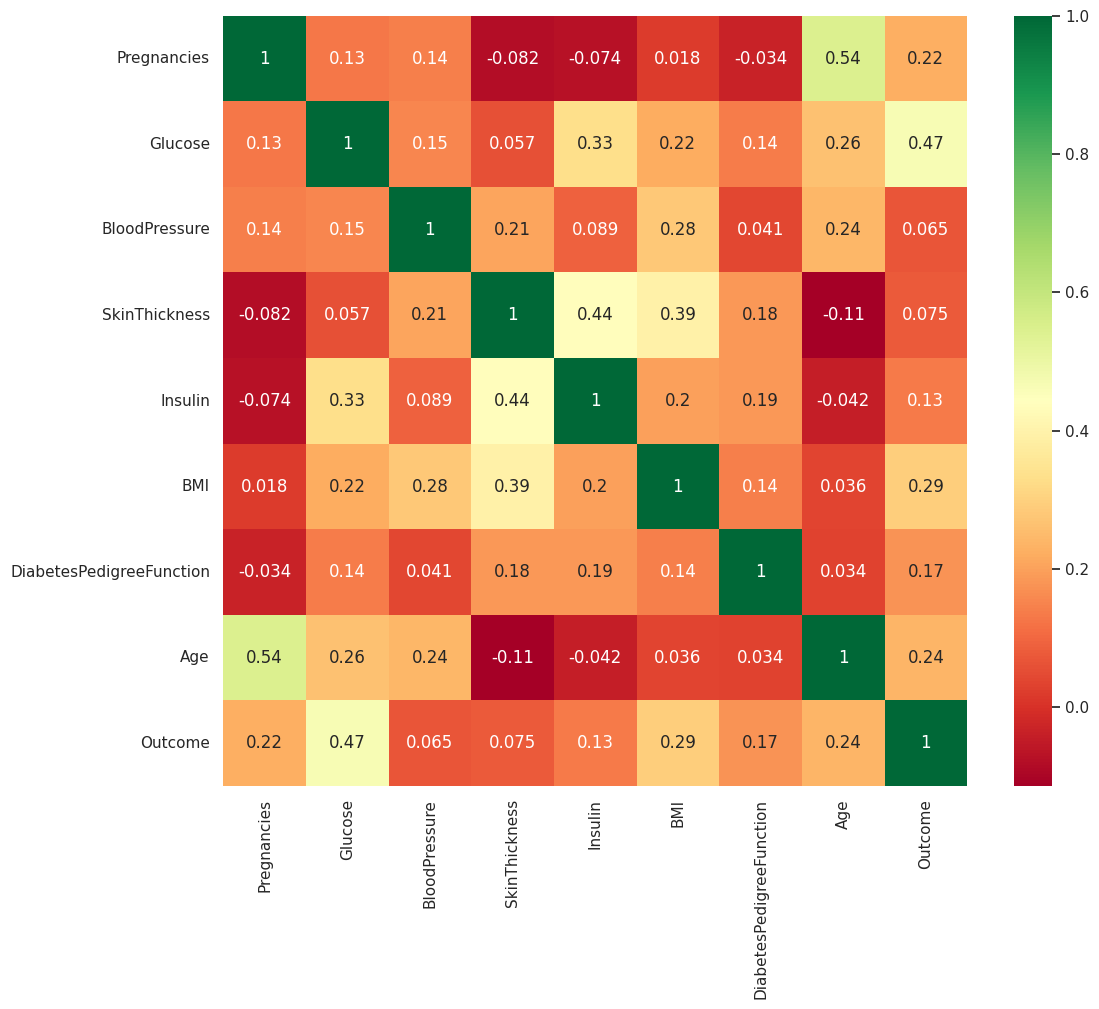 Pregnancies 1 0.13 0.14 -0.082 -0.074 0.018 -0.034 0.54 0.22
Glucose 0.13 1 0.15 0.057 0.33 0.22 0.14 0.26 0.47
BloodPressure 0.14 0.15 1 0.21 0.089 0.28 0.041 0.24 0.065
SkinThickness -0.082 0.057 0.21 1 0.44 0.39 0.18 -0.11 0.075
Insulin -0.074 0.33 0.089 0.44 1 0.2 0.19 -0.042 0.13
BMI 0.018 0.22 0.28 0.39 0.2 1 0.14 0.036 0.29
DiabetesPedigreeFunction -0.034 0.14 0.041 0.18 0.19 0.14 1 0.034 0.17
Age 0.54 0.26 0.24 -0.11 -0.042 0.036 0.034 1 0.24
Outcome 0.22 0.47 0.065 0.075 0.13 0.29 0.17 0.24 1
Pregnancies
Glucose
BloodPressure
SkinThickness
Insulin
BMI
DiabetesPedigreeFunction
Age
Outcome
1.0
0.8
0.6
0.4
0.2
0.0